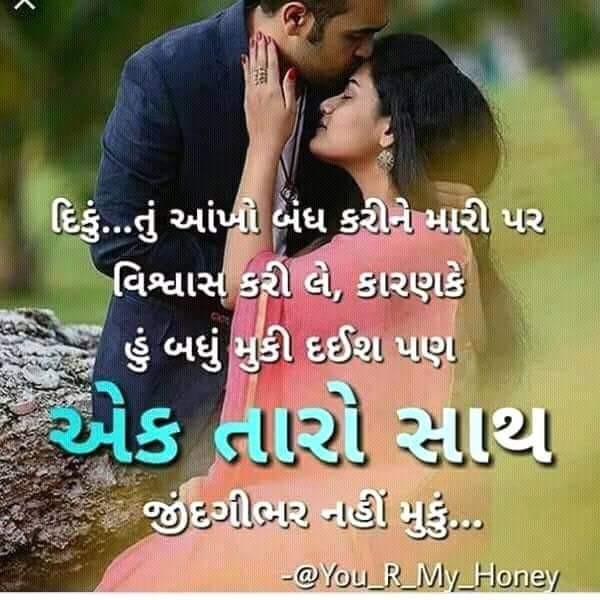 દિકું...તું આંખો બંધ કરીને મારી પર
વિશ્વાસ કરી લે, કારણકે
હું બધું મુકી દઈશ પણ
એક તારો સાથ
જીંદગીભર નહીં મુકું...
-@You_R_My_Honey